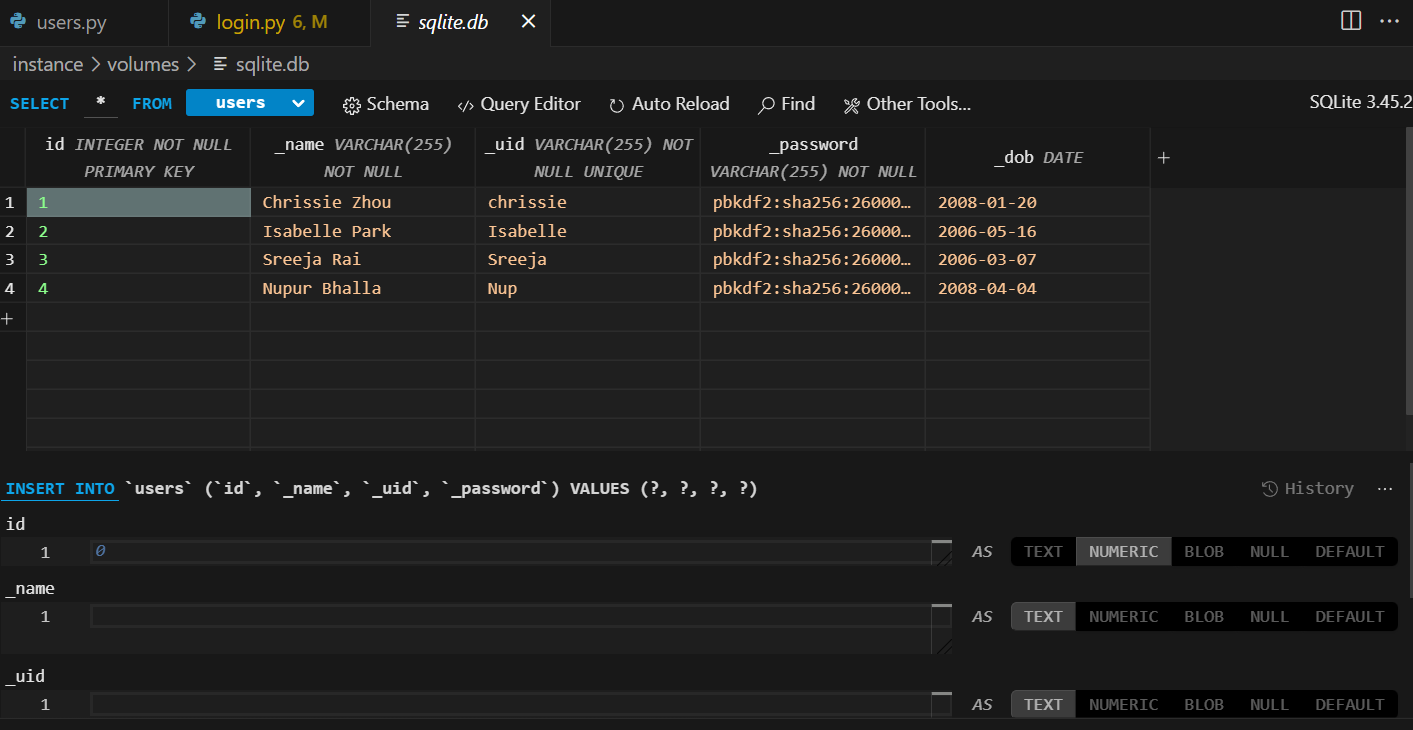 users.py login.py 6, M sqlite.db
instance > volumes > sqlite.db
SELECT * FROM users Schema Query Editor Auto Reload Find Other Tools... SQLite 3.45.2
id INTEGER NOT NULL PRIMARY KEY _name VARCHAR(255) NOT NULL _uid VARCHAR(255) NOT NULL UNIQUE _password VARCHAR(255) NOT NULL _dob DATE +
1 1 Chrissie Zhou chrissie pbkdf2:sha256:26000… 2008-01-20
2 2 Isabelle Park Isabelle pbkdf2:sha256:26000… 2006-05-16
3 3 Sreeja Rai Sreeja pbkdf2:sha256:26000… 2006-03-07
4 4 Nupur Bhalla Nup pbkdf2:sha256:26000… 2008-04-04
+
INSERT INTO `users` (`id`, `_name`, `_uid`, `_password`) VALUES (?, ?, ?, ?) History ...
id
1 0 AS TEXT NUMERIC BLOB NULL DEFAULT
_name
1 AS TEXT NUMERIC BLOB NULL DEFAULT
_uid
1 AS TEXT NUMERIC BLOB NULL DEFAULT